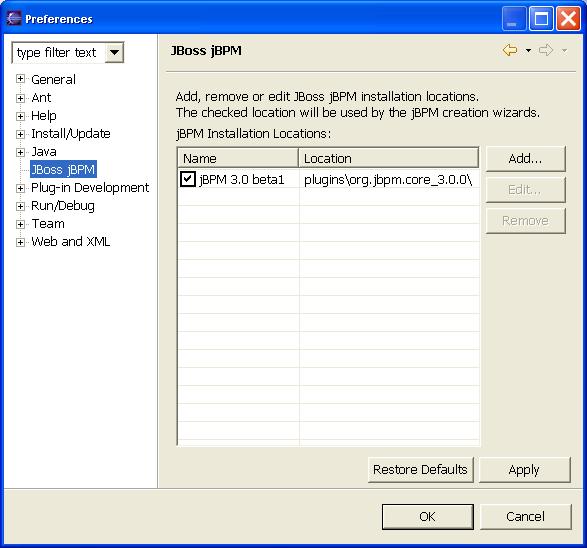 Preferences
type filter text
General
Ant
Help
Install/Update
Java
JBoss jBPM
Plug-in Development
Run/Debug
Team
Web and XML
JBoss jBPM
Add, remove or edit JBoss jBPM installation locations.
The checked location will be used by the jBPM creation wizards.
jBPM Installation Locations:
Name Location
jBPM 3.0 beta1 plugins\org.jbpm.core_3.0.0\
Add...
Edit...
Remove
Restore Defaults Apply
OK Cancel